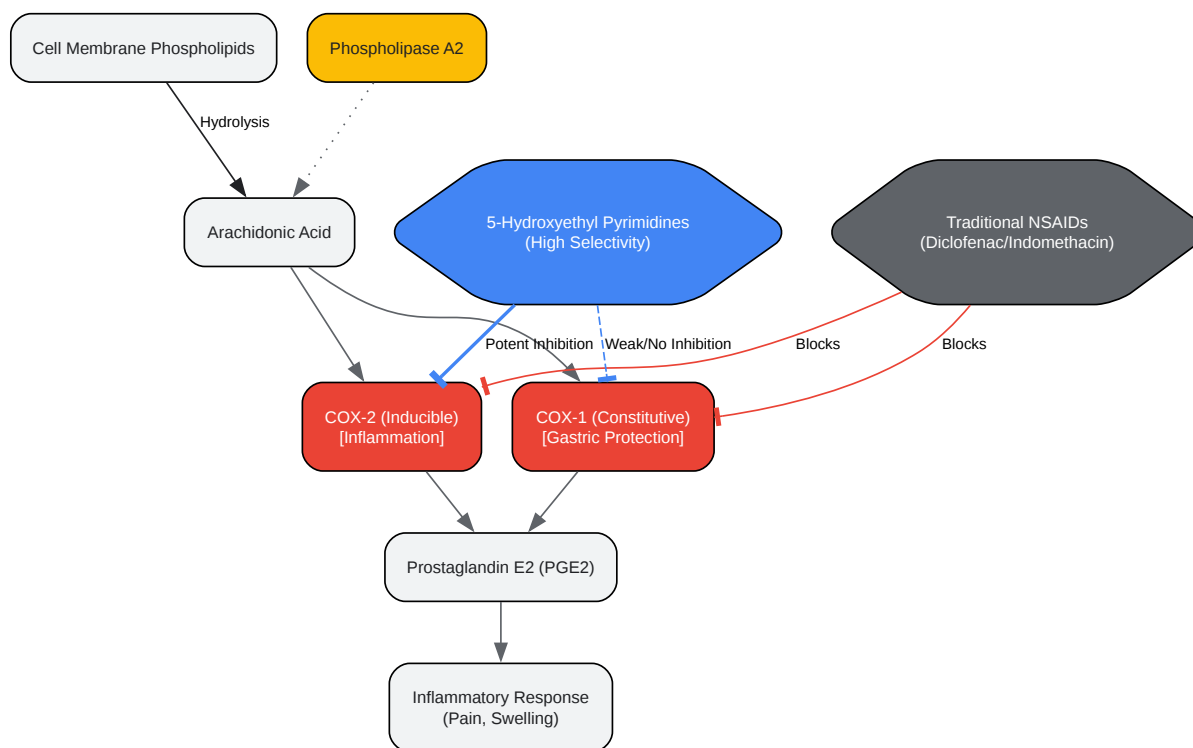 Cell Membrane Phospholipids
Phospholipase A2
Hydrolysis
Arachidonic Acid
5-Hydroxyethyl Pyrimidines
(High Selectivity)
Traditional NSAIDs
(Diclofenac/Indomethacin)
Potent Inhibition
Weak/No Inhibition
Blocks
Blocks
COX-2 (Inducible)
[Inflammation]
COX-1 (Constitutive)
[Gastric Protection]
Prostaglandin E2 (PGE2)
Inflammatory Response
(Pain, Swelling)